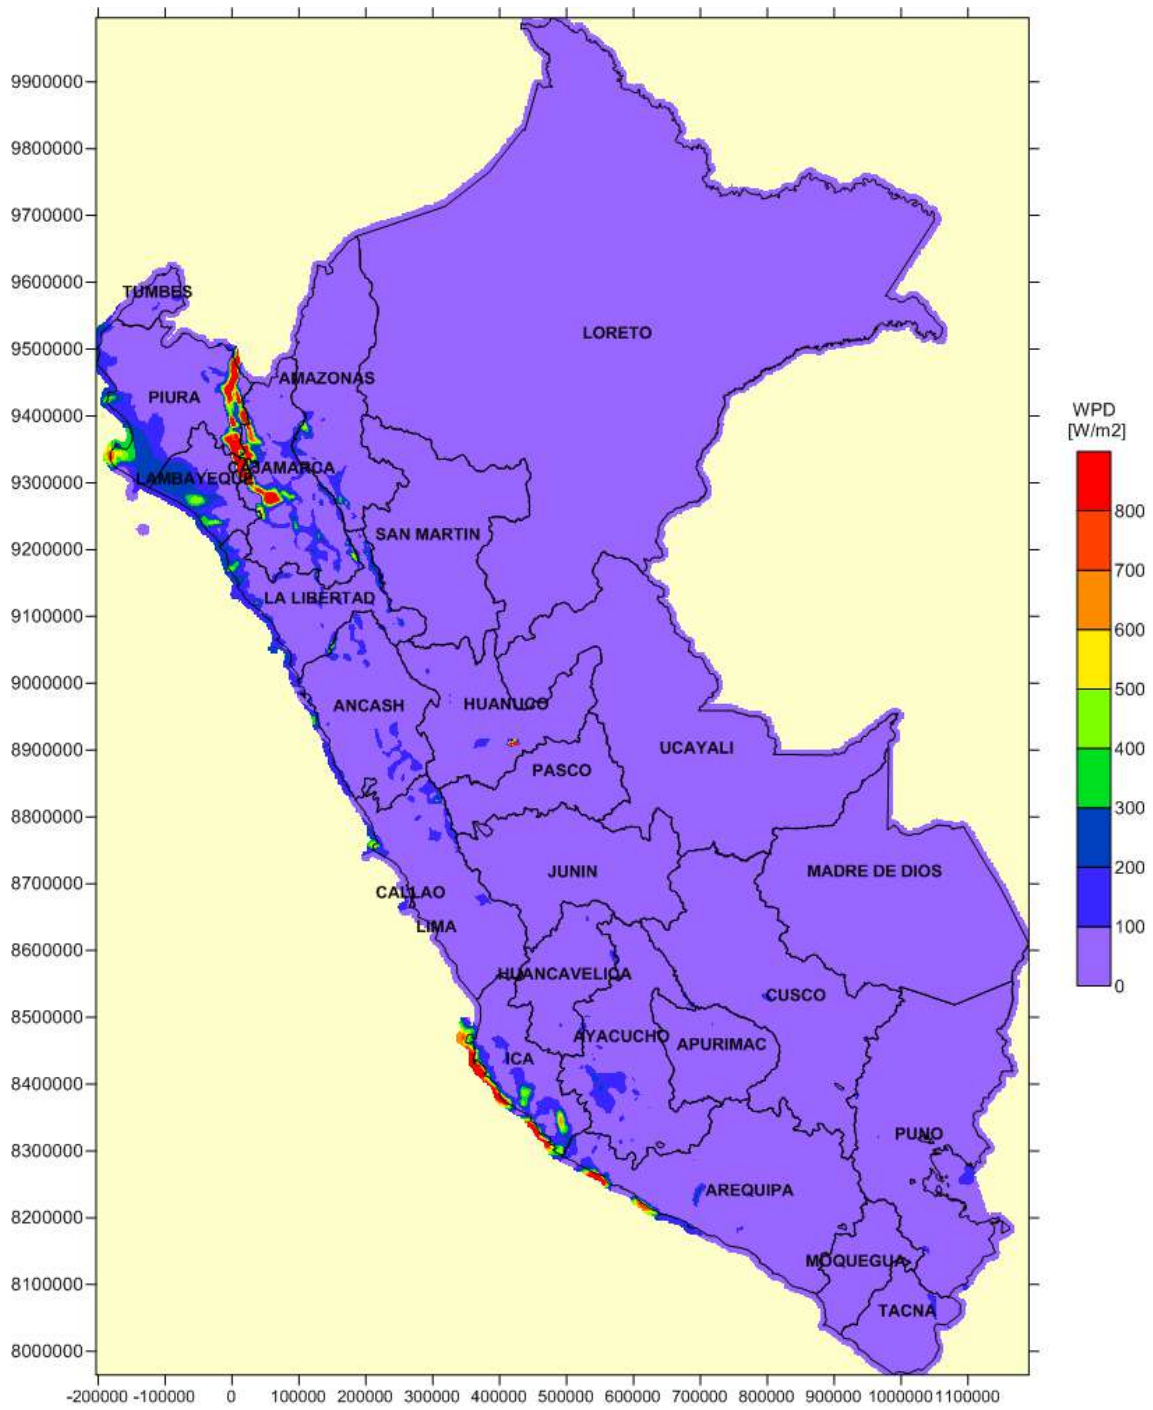 9900000
9800000
9700000
9600000
9500000
9400000
9300000
9200000
9100000
9000000
8900000
8800000
8700000
8600000
8500000
8400000
8300000
8200000
8100000
8000000
TUMBES
LORETO
AMAZONAS
PIURA
CAJAMARCA
LAMBAYEQUE
SAN MARTIN
LA LIBERTAD
ANCASH
HUANUCO
UCAYALI
PASCO
JUNIN
MADRE DE DIOS
CALLAO
LIMA
HUANCAVELICA
CUSCO
AYACUCHO
APURIMAC
ICA
PUNO
AREQUIPA
MOQUEGUA
TACNA
WPD
[W/m2]
800
700
600
500
400
300
200
100
0
-200000 -100000 0 100000 200000 300000 400000 500000 600000 700000 800000 900000 1000000 1100000